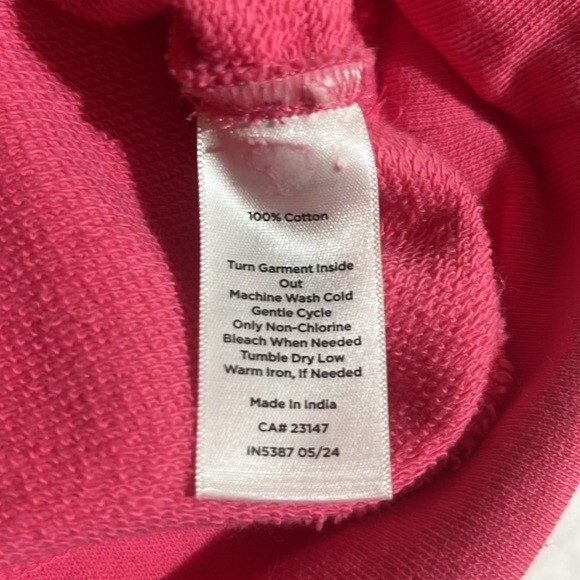 100% Cotton
Turn Garment Inside
Out
Machine Wash Cold
Gentle Cycle
Only Non-Chlorine
Bleach When Needed
Tumble Dry Low
Warm Iron, If Needed
Made In India
CA# 23147
IN5387 05/24